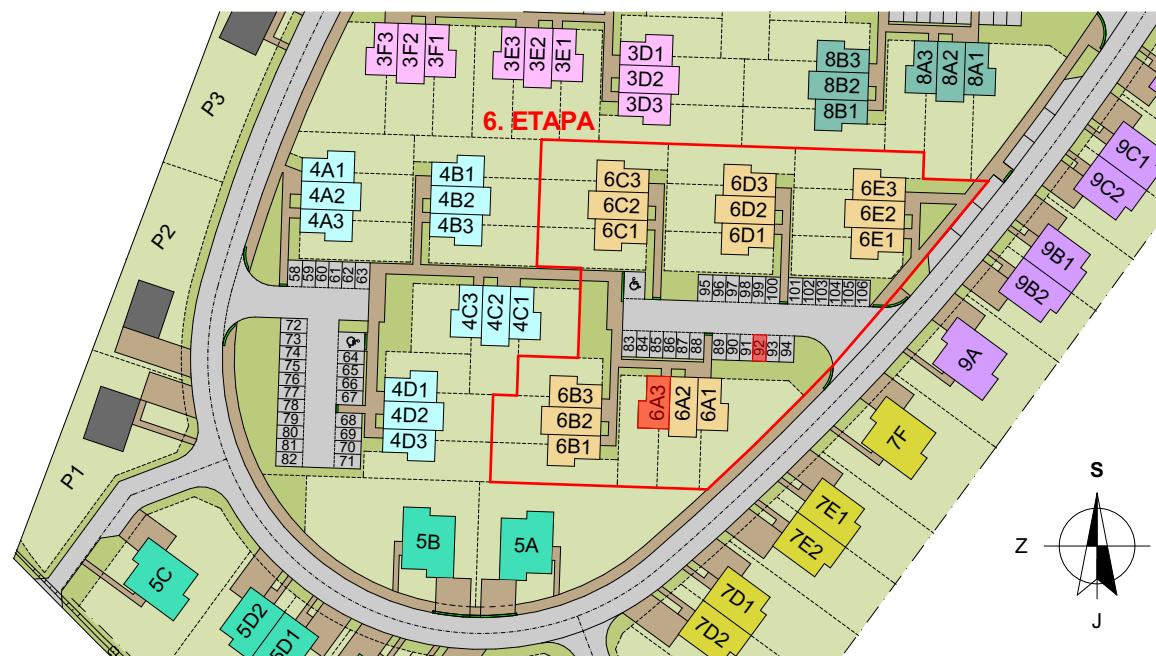 3F3
3F2
3F1
3E3
3E2
3E1
3D1
3D2
3D3
8B3
8B2
8B1
8A3
8A2
8A1
P3
6. ETAPA
9C1
9C2
4A1
4A2
4A3
4B1
4B2
4B3
6C3
6C2
6C1
6D3
6D2
6D1
6E3
6E2
6E1
P2
9B1
9B2
58
59
60
61
62
63
95
96
97
98
99
100
101
102
103
104
105
106
4C3
4C2
4C1
72
73
74
75
76
77
78
79
80
81
82
64
65
66
67
68
69
70
71
83
84
85
86
87
88
89
90
91
92
93
94
9A
4D1
4D2
4D3
6B3
6B2
6B1
6A3
6A2
6A1
7F
P1
S
Z
J
7E1
7E2
5B
5A
5C
5D2
5D1
7D1
7D2